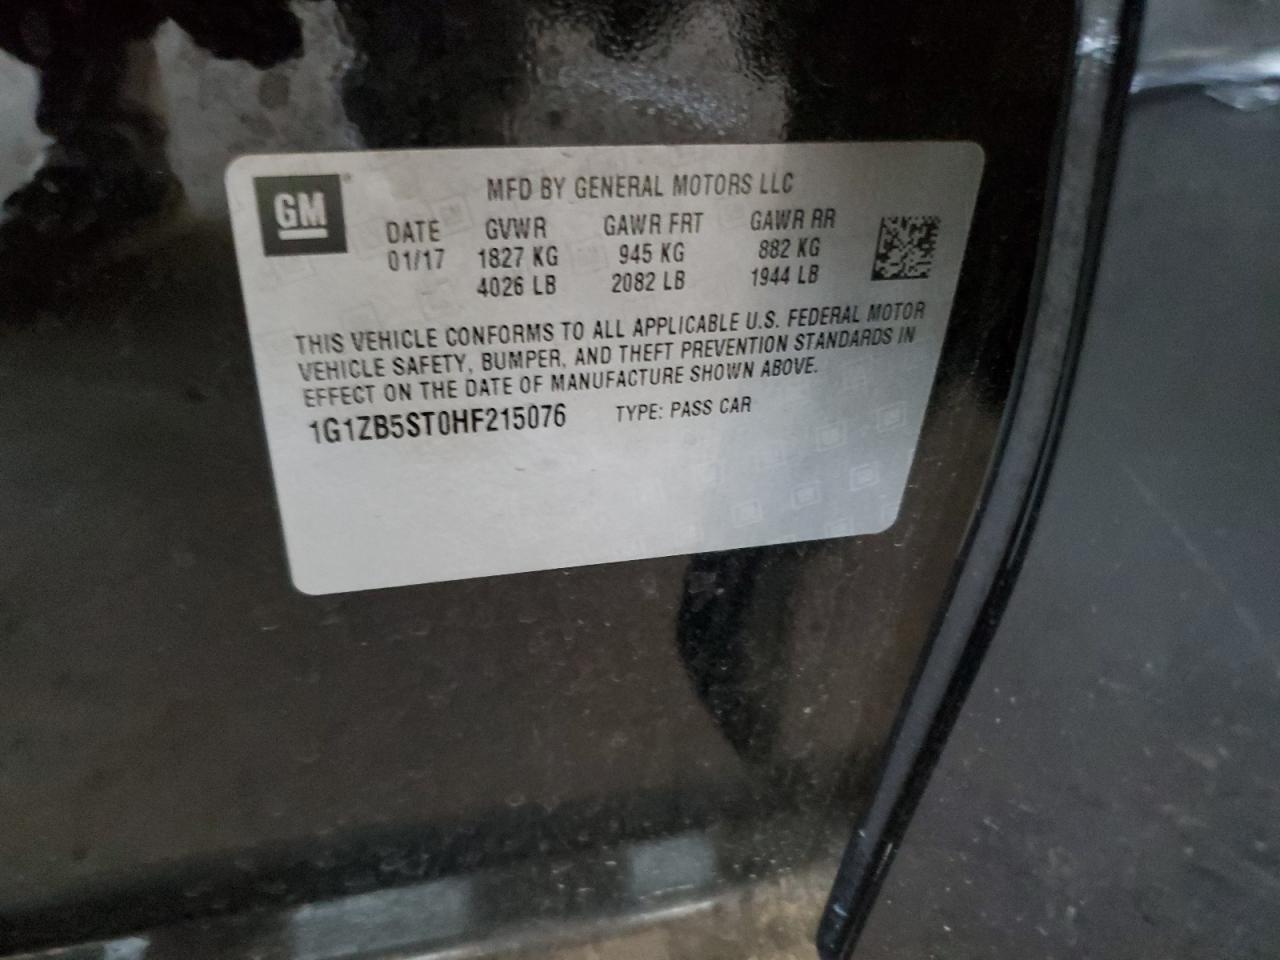 GM
MFD BY GENERAL MOTORS LLC
DATE GVWR GAWR FRT GAWR RR
01/17 1827 KG 945 KG 882 KG
4026 LB 2082 LB 1944 LB
THIS VEHICLE CONFORMS TO ALL APPLICABLE U.S. FEDERAL MOTOR
VEHICLE SAFETY, BUMPER, AND THEFT PREVENTION STANDARDS IN
EFFECT ON THE DATE OF MANUFACTURE SHOWN ABOVE.
1G1ZB5ST0HF215076 TYPE: PASS CAR